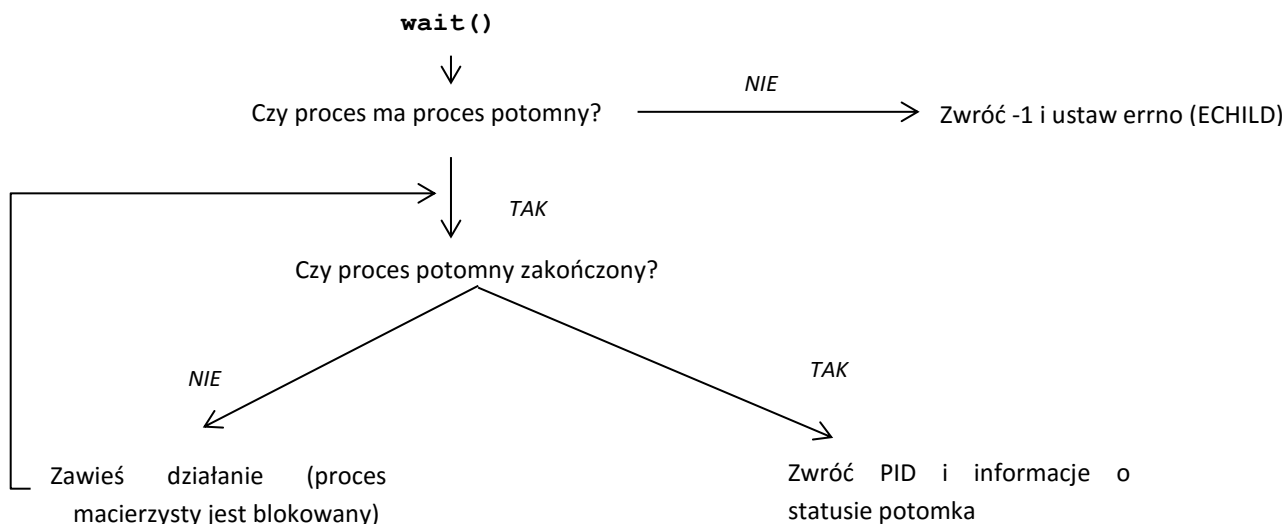 wait()
NIE
Czy proces ma proces potomny?
Zwróć -1 i ustaw errno (ECHILD)
TAK
Czy proces potomny zakończony?
NIE
TAK
Zawieś działanie (proces
macierzysty jest blokowany)
Zwróć PID i informacje o
statusie potomka